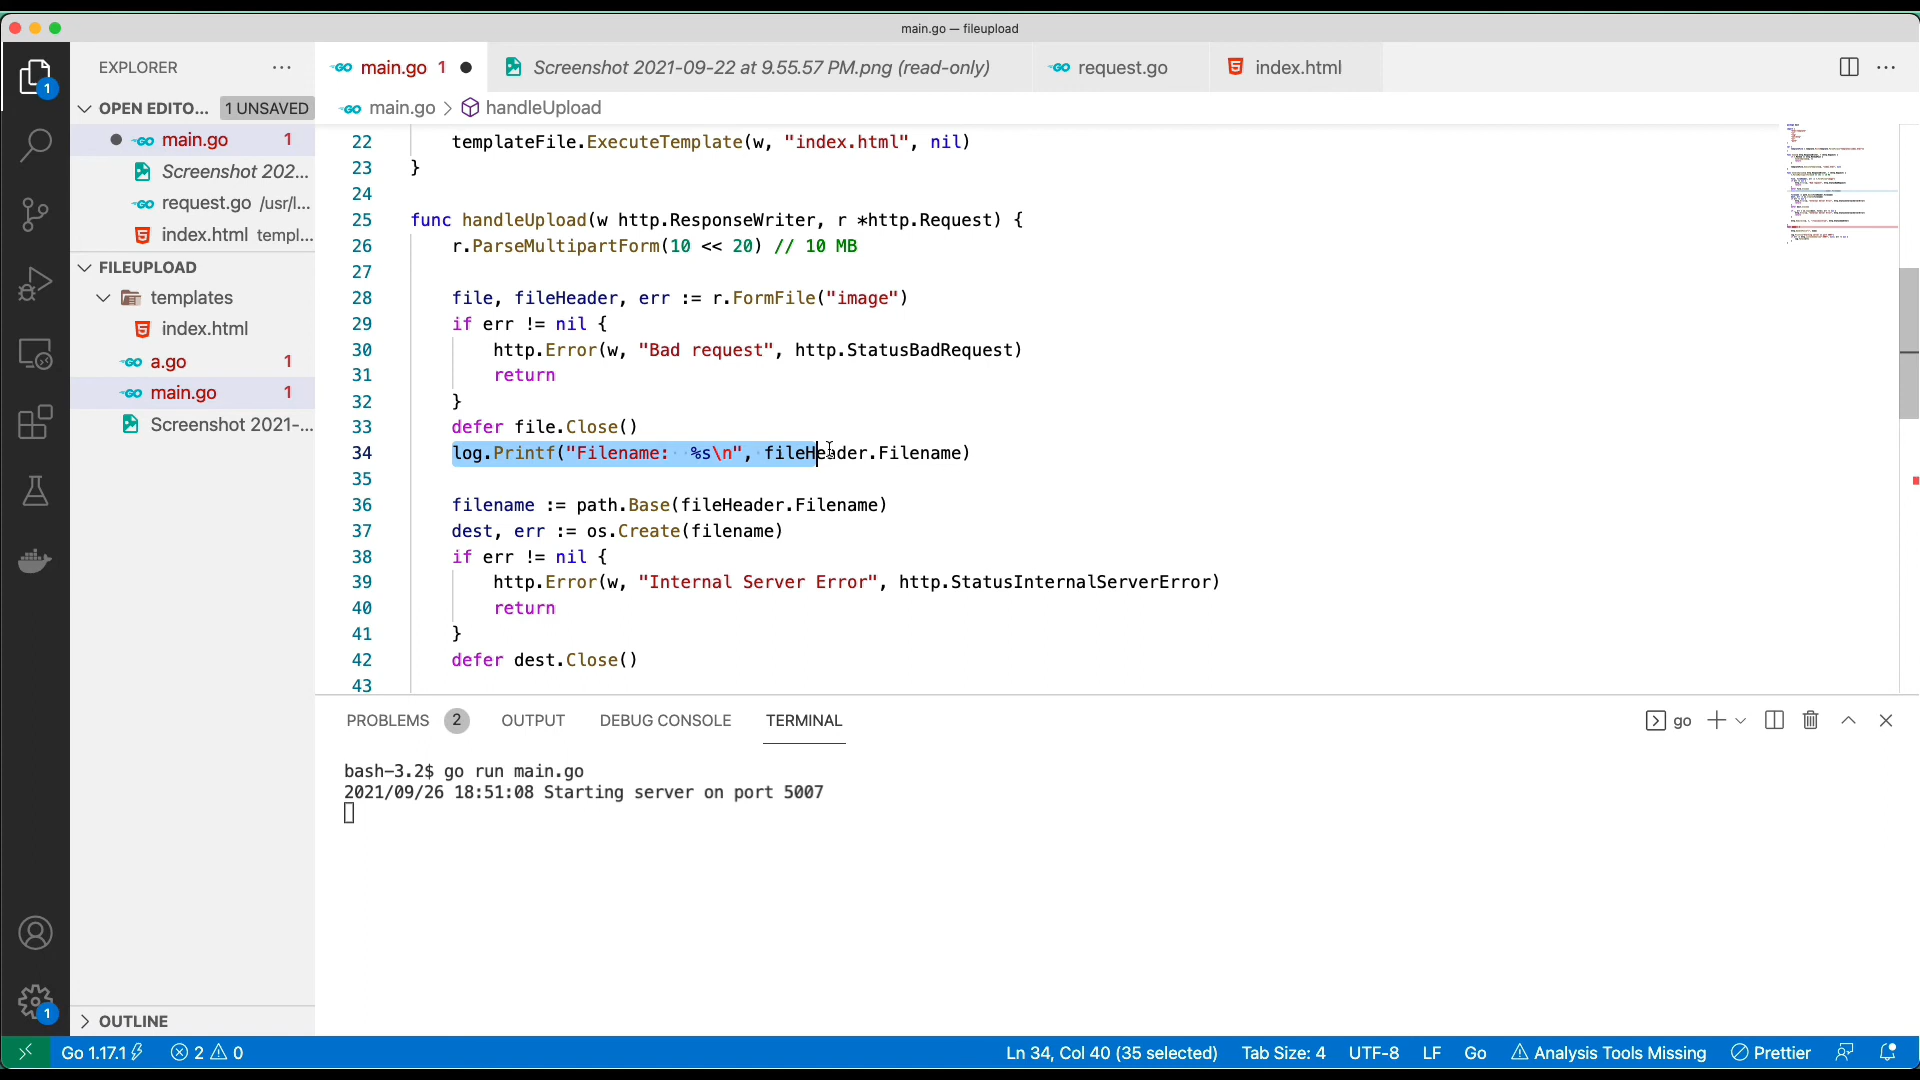 main.go — fileupload
EXPLORER
main.go 1
Screenshot 2021-09-22 at 9.55.57 PM.png (read-only)
request.go
index.html
OPEN EDITO... 1 UNSAVED
main.go > handleUpload
main.go 1
Screenshot 202...
request.go /usr/l...
index.html templ...
FILEUPLOAD
templates
index.html
a.go 1
main.go 1
Screenshot 2021-...
OUTLINE
22 templateFile.ExecuteTemplate(w, "index.html", nil)
23 }
24
25 func handleUpload(w http.ResponseWriter, r *http.Request) {
26 r.ParseMultipartForm(10 << 20) // 10 MB
27
28 file, fileHeader, err := r.FormFile("image")
29 if err != nil {
30 http.Error(w, "Bad request", http.StatusBadRequest)
31 return
32 }
33 defer file.Close()
34 log.Printf("Filename:  %s\n", fileHeader.Filename)
35
36 filename := path.Base(fileHeader.Filename)
37 dest, err := os.Create(filename)
38 if err != nil {
39 http.Error(w, "Internal Server Error", http.StatusInternalServerError)
40 return
41 }
42 defer dest.Close()
43
PROBLEMS 2 OUTPUT DEBUG CONSOLE TERMINAL
go
bash-3.2$ go run main.go
2021/09/26 18:51:08 Starting server on port 5007
1
1
Go 1.17.1 2 0 Ln 34, Col 40 (35 selected) Tab Size: 4 UTF-8 LF Go Analysis Tools Missing Prettier